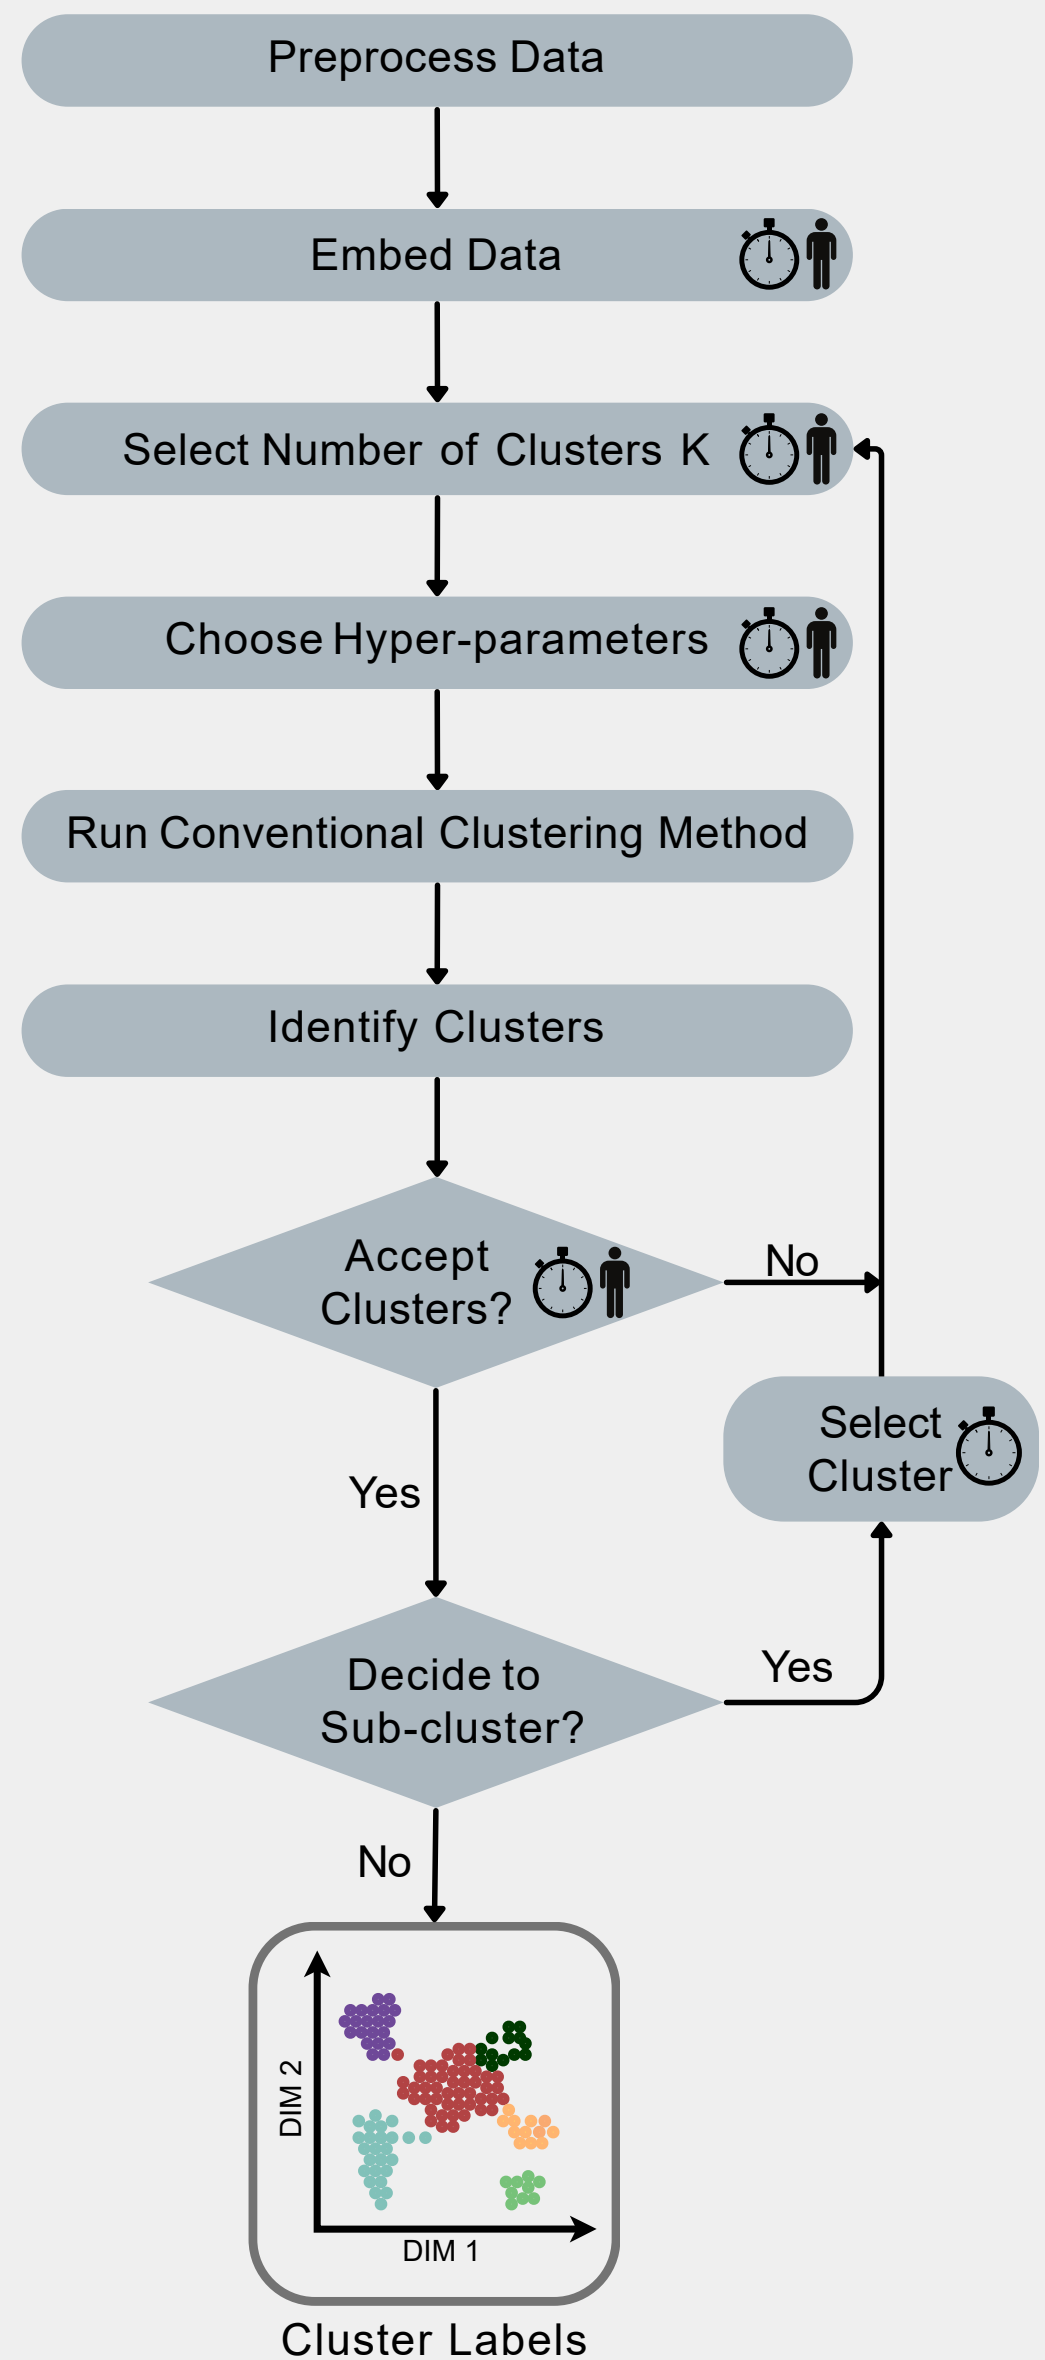 Preprocess Data
Embed Data
Select Number of Clusters K
Choose Hyper-parameters
Run Conventional Clustering Method
Identify Clusters
Accept
Clusters?
No
Select
Cluster
Yes
Decide to
Sub-cluster?
Yes
No
DIM 2
DIM 1
Cluster Labels